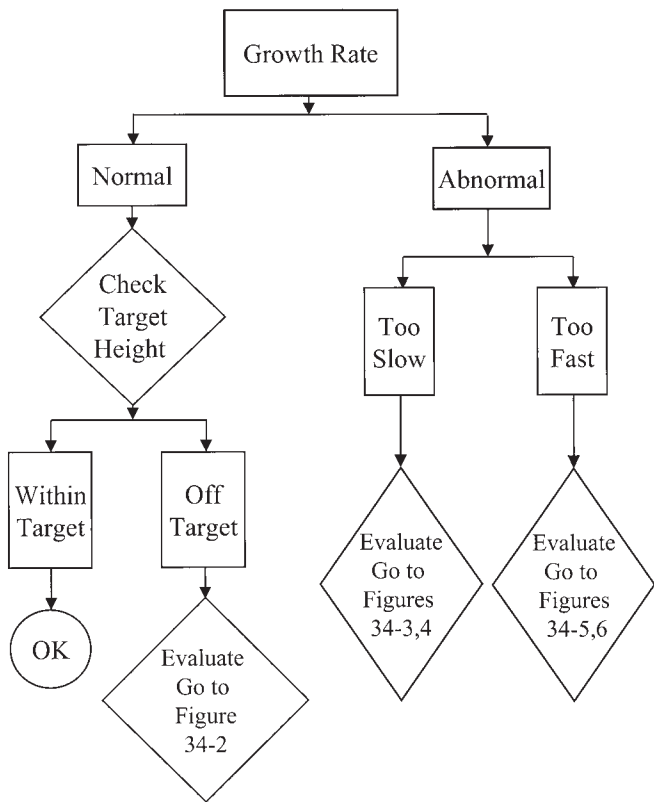 Growth Rate
Normal
Abnormal
Check
Target
Height
Too
Slow
Too
Fast
Within
Target
Off
Target
Evaluate
Go to
Figures
34-3,4
Evaluate
Go to
Figures
34-5,6
OK
Evaluate
Go to
Figure
34-2